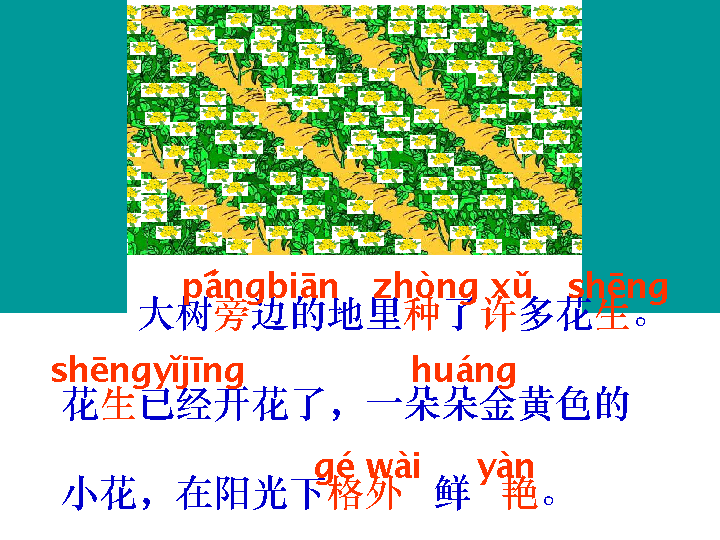 pángbiān zhòng xǔ shēng
大树旁边的地里种了许多花生。
shēngyǐjīng huáng
花生已经开花了，一朵朵金黄色的
gé wài yàn
小花，在阳光下格外 鲜 艳。